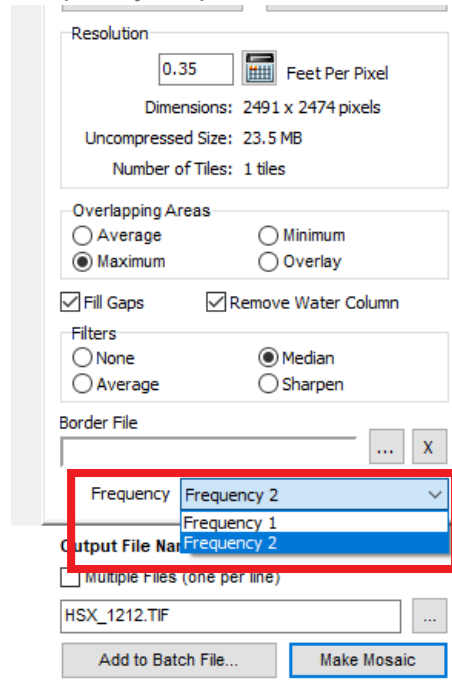 Resolution
0.35 Feet Per Pixel
Dimensions: 2491 x 2474 pixels
Uncompressed Size: 23.5 MB
Number of Tiles: 1 tiles
Overlapping Areas
Average Minimum
Maximum Overlay
Fill Gaps Remove Water Column
Filters
None Median
Average Sharpen
Border File
... X
Frequency Frequency 2
Frequency 1
Output File Nar Frequency 2
Multiple Files (one per line)
HSX_1212.TIF ...
Add to Batch File... Make Mosaic